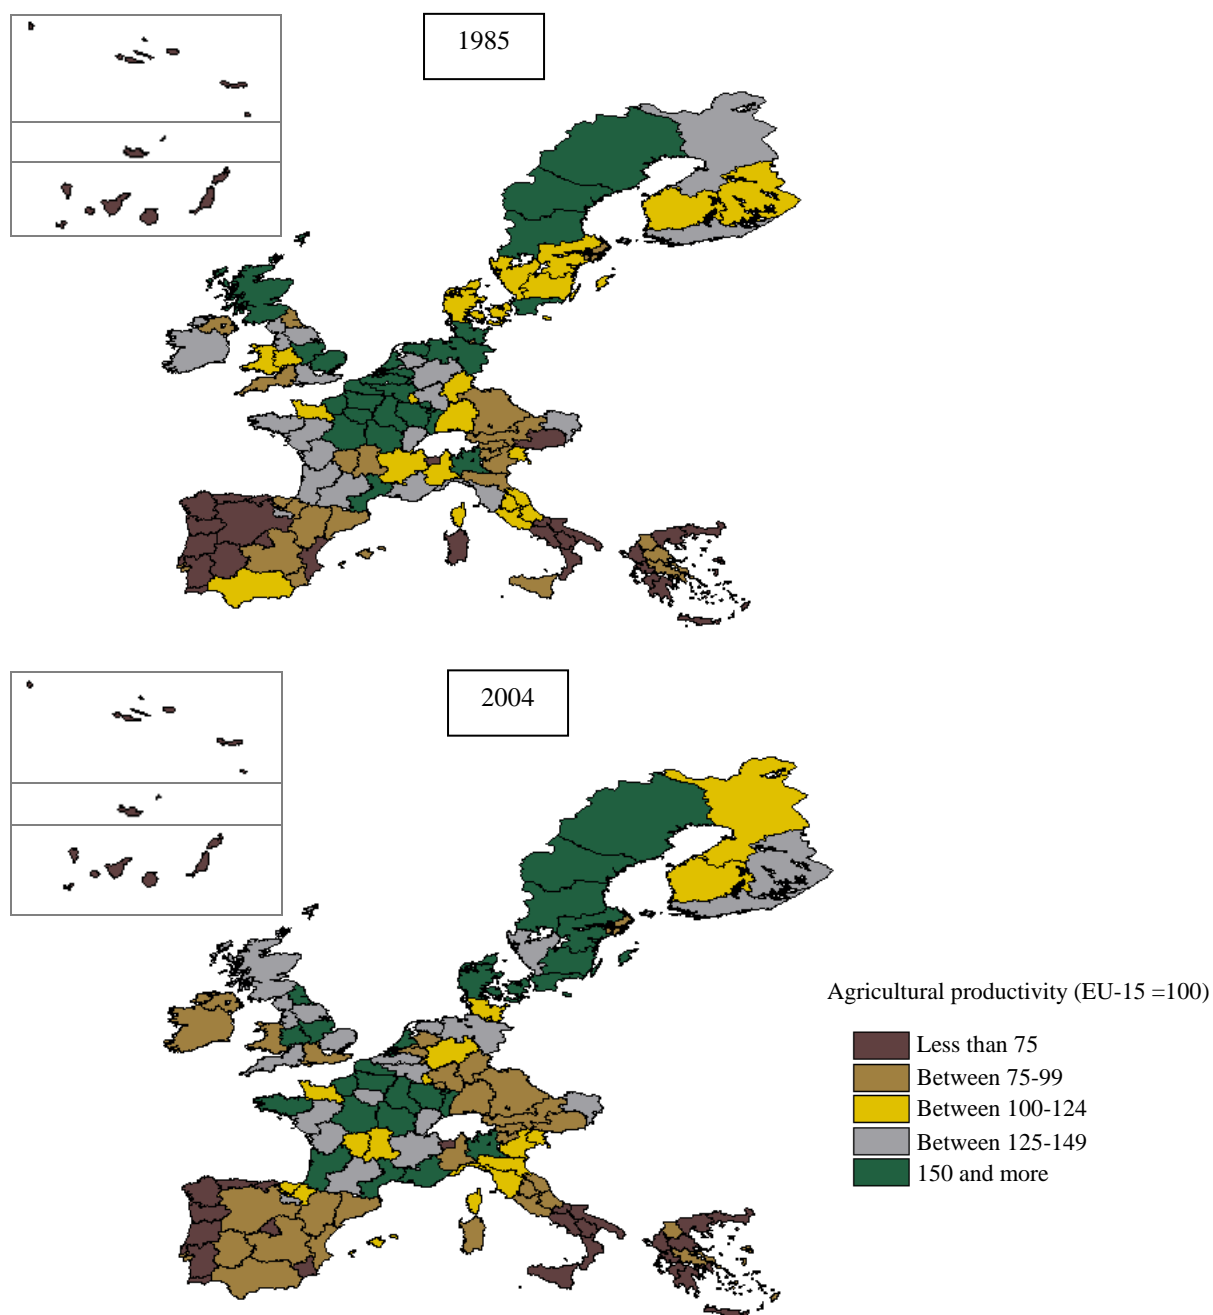 1985
2004
Agricultural productivity (EU-15 =100)
Less than 75
Between 75-99
Between 100-124
Between 125-149
150 and more